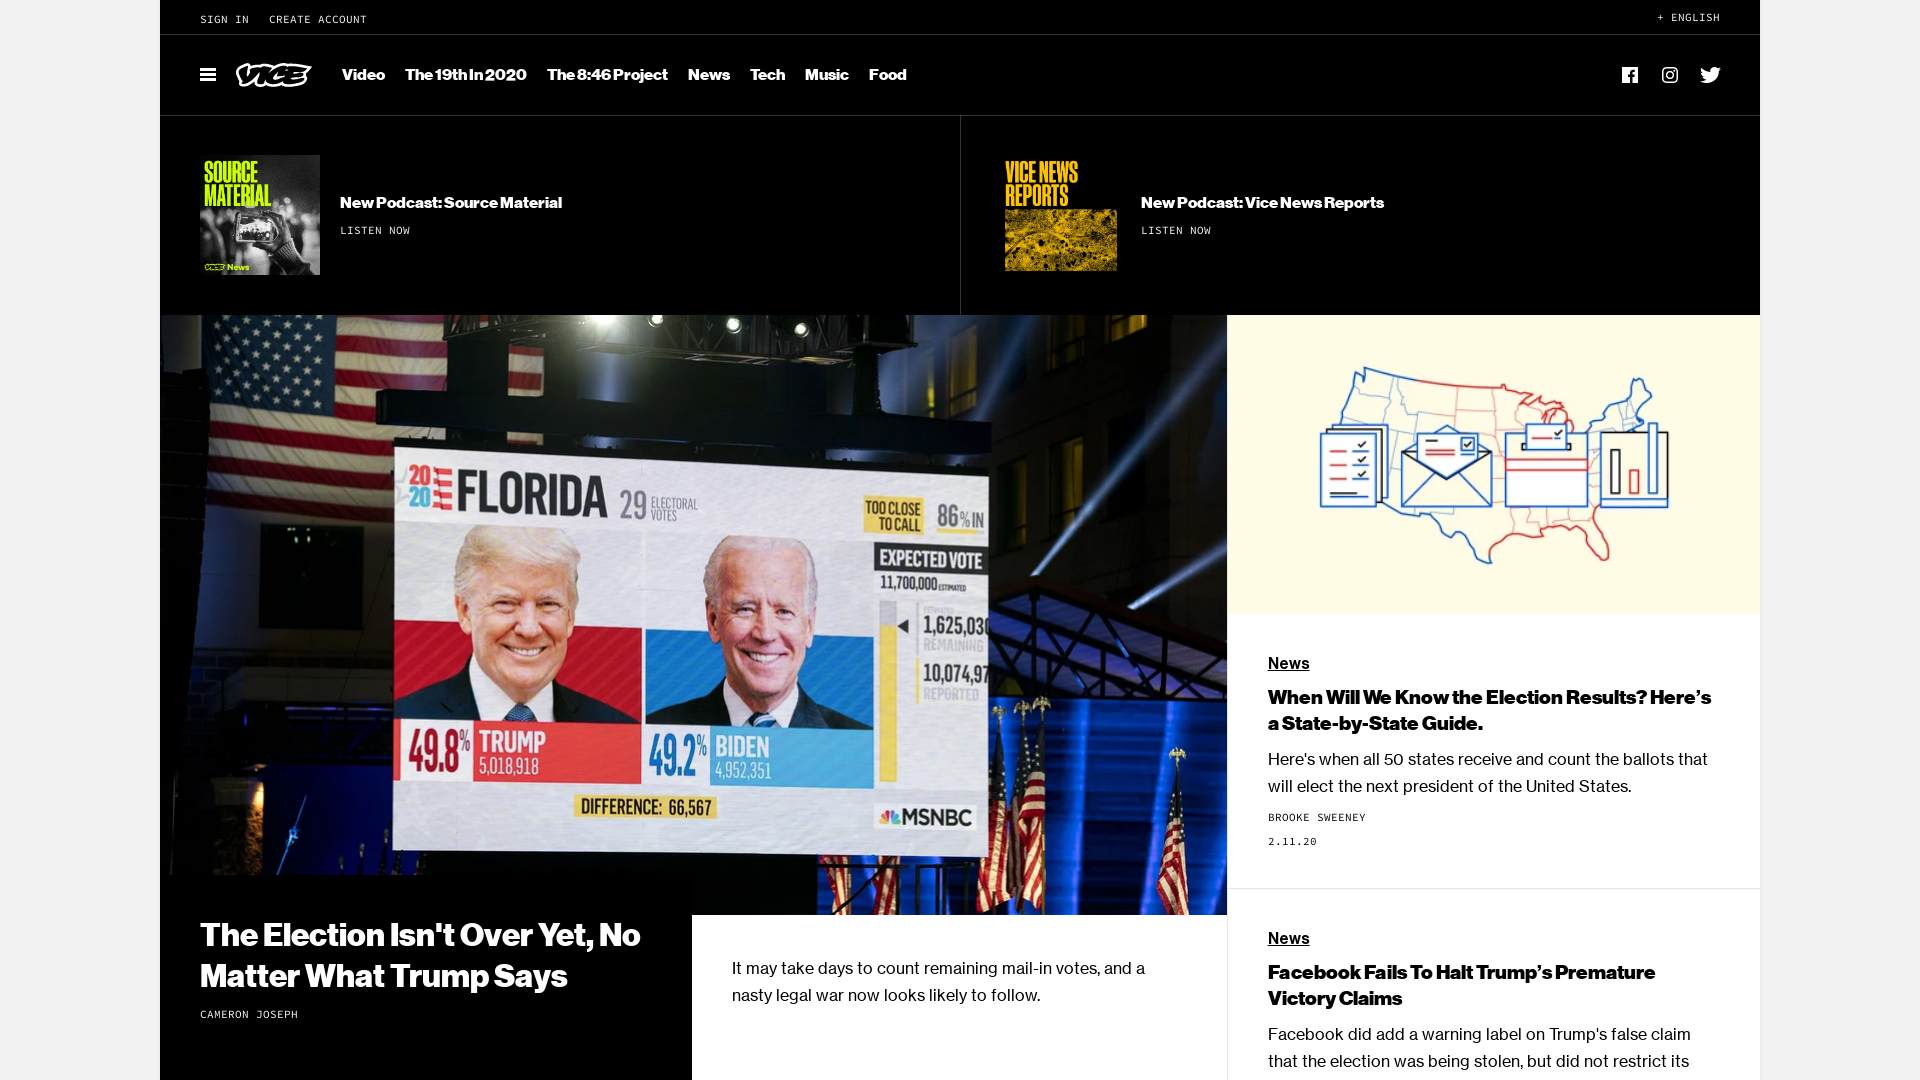 SIGN IN
CREATE ACCOUNT
+ ENGLISH
VICE
Video
The 19th In 2020
The 8:46 Project
News
Tech
Music
Food
SOURCE
MATERIAL
VICE News
New Podcast: Source Material
LISTEN NOW
VICE NEWS
REPORTS
New Podcast: Vice News Reports
LISTEN NOW
2020 FLORIDA 29 ELECTORAL VOTES
TOO CLOSE
TO CALL
86% IN
EXPECTED VOTE
11,700,000 ESTIMATED
ESTIMATED
1,625,030
REMAINING
10,074,97
REPORTED
49.8% TRUMP
5,018,918
49.2% BIDEN
4,952,351
DIFFERENCE: 66,567
MSNBC
The Election Isn't Over Yet, No
Matter What Trump Says
CAMERON JOSEPH
It may take days to count remaining mail-in votes, and a
nasty legal war now looks likely to follow.
News
When Will We Know the Election Results? Here’s
a State-by-State Guide.
Here's when all 50 states receive and count the ballots that
will elect the next president of the United States.
BROOKE SWEENEY
2.11.20
News
Facebook Fails To Halt Trump’s Premature
Victory Claims
Facebook did add a warning label on Trump's false claim
that the election was being stolen, but did not restrict its